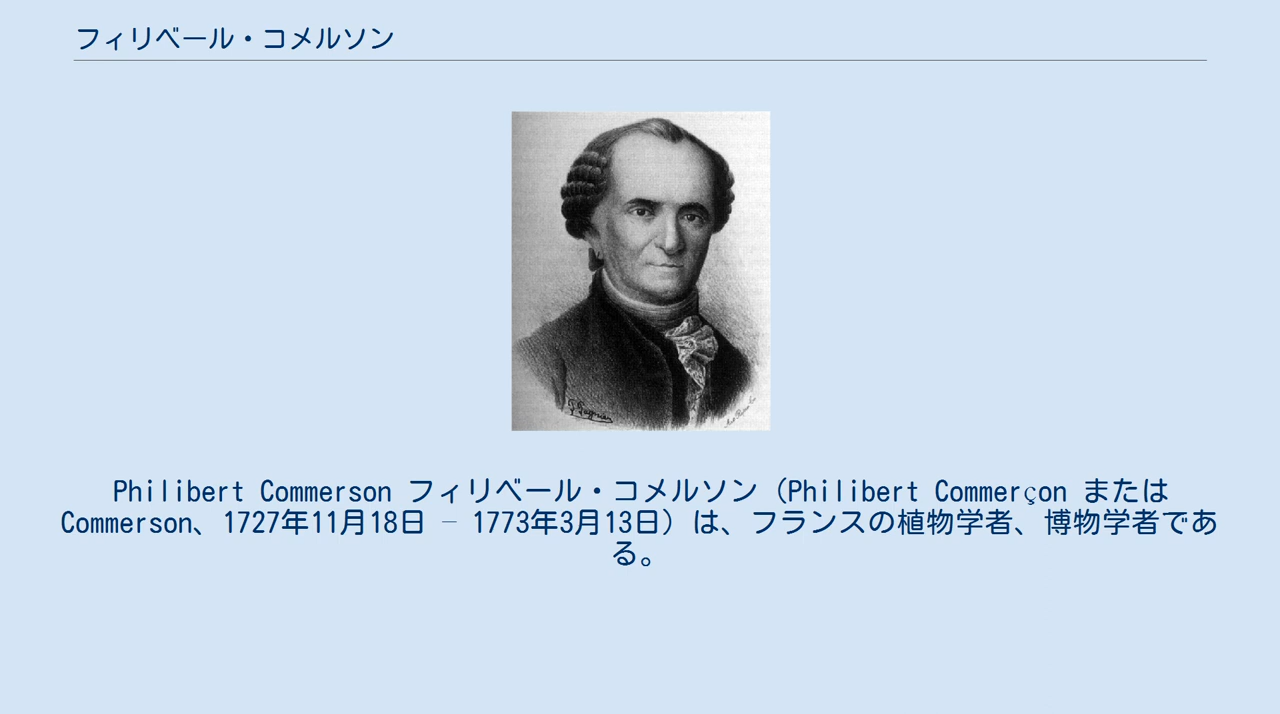 フィリベール・コメルソン
Philibert Commerson フィリベール・コメルソン（Philibert Commerçon または
Commerson、1727年11月18日 – 1773年3月13日）は、フランスの植物学者、博物学者であ
る。